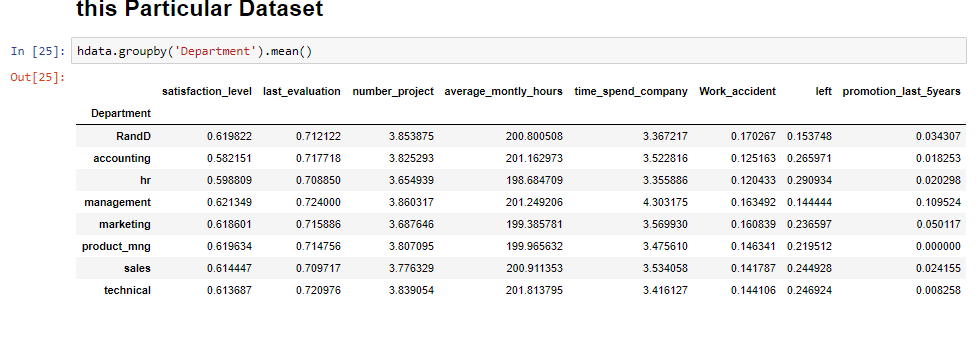 this Particular Dataset
In [25]: hdata.groupby('Department').mean()
Out[25]:
satisfaction_level last_evaluation number_project average_montly_hours time_spend_company Work_accident left promotion_last_5years
Department
RandD 0.619822 0.712122 3.853875 200.800508 3.367217 0.170267 0.153748 0.034307
accounting 0.582151 0.717718 3.825293 201.162973 3.522816 0.125163 0.265971 0.018253
hr 0.598809 0.708850 3.654939 198.684709 3.355886 0.120433 0.290934 0.020298
management 0.621349 0.724000 3.860317 201.249206 4.303175 0.163492 0.144444 0.109524
marketing 0.618601 0.715886 3.687646 199.385781 3.569930 0.160839 0.236597 0.050117
product_mng 0.619634 0.714756 3.807095 199.965632 3.475610 0.146341 0.219512 0.000000
sales 0.614447 0.709717 3.776329 200.911353 3.534058 0.141787 0.244928 0.024155
technical 0.613687 0.720976 3.839054 201.813795 3.416127 0.144106 0.246924 0.008258